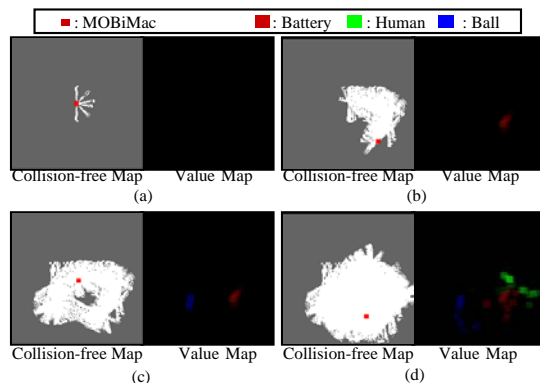 : MOBiMac : Battery : Human : Ball
Collision-free Map Value Map Collision-free Map Value Map
(a) (b)
Collision-free Map Value Map Collision-free Map Value Map
(c) (d)